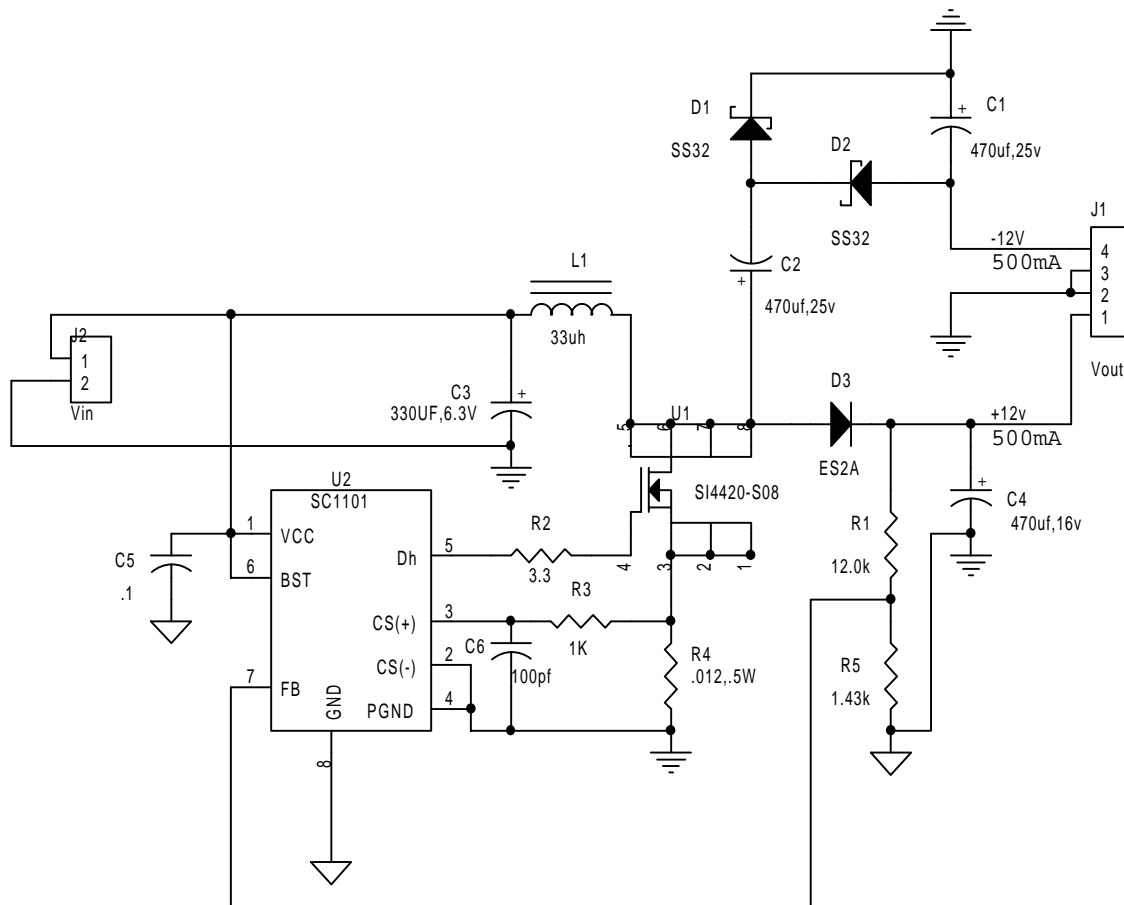 D1
SS32
D2
SS32
+
C1
470uf,25v
J1
-12V
500mA
4
3
2
1
Vout
C2
+
470uf,25v
L1
33uh
J2
1
2
Vin
C3
+
330UF,6.3V
U1
5
6
7
8
D3
ES2A
+12v
500mA
SI4420-S08
U2
SC1101
1
VCC
6
BST
7
FB
GND
8
Dh
5
CS(+)
3
CS(-)
2
PGND
4
C5
.1
R2
3.3
4
3
2
1
R3
1K
C6
100pf
R4
.012,.5W
R1
12.0k
R5
1.43k
+
C4
470uf,16v